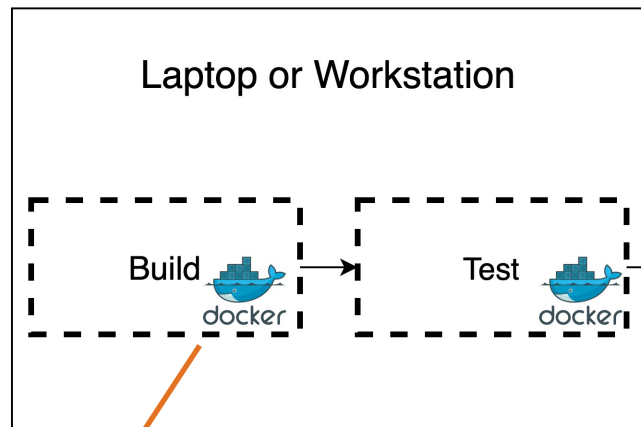 Laptop or Workstation
Build
docker
Test
docker